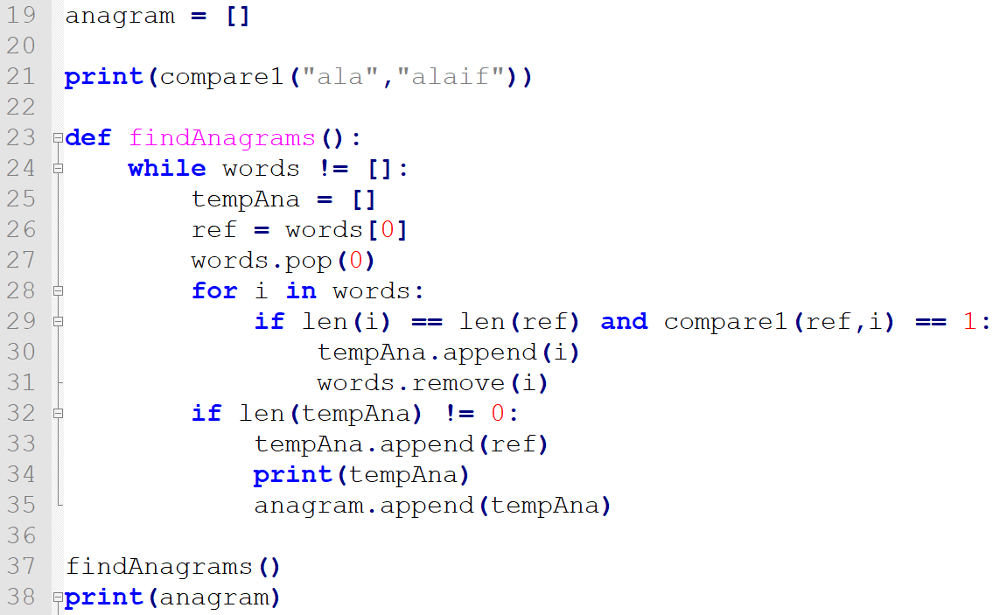 19 anagram = []
20
21 print(compare1("ala","alaif"))
22
23 def findAnagrams():
24     while words != []:
25         tempAna = []
26         ref = words[0]
27         words.pop(0)
28         for i in words:
29             if len(i) == len(ref) and compare1(ref,i) == 1:
30                 tempAna.append(i)
31                 words.remove(i)
32         if len(tempAna) != 0:
33             tempAna.append(ref)
34             print(tempAna)
35             anagram.append(tempAna)
36
37 findAnagrams()
38 print(anagram)